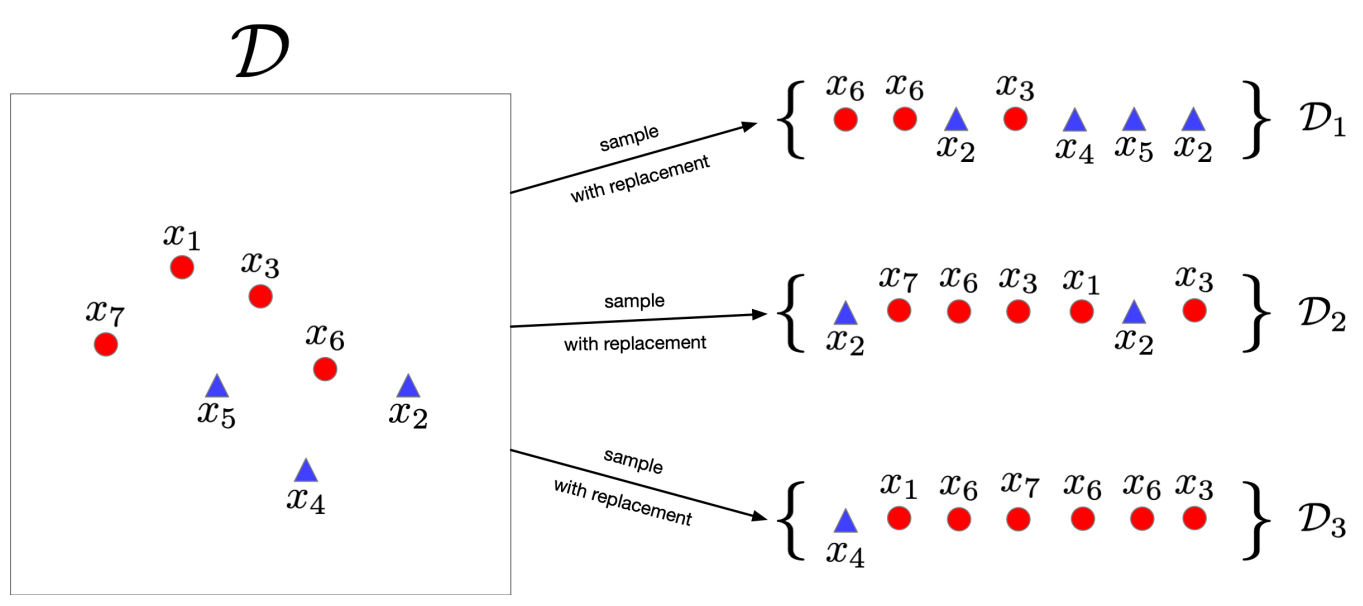 𝒟
x₁
x₃
x₇
x₆
x₅
x₂
x₄
sample
with replacement
{ x₆ x₆ x₂ x₃ x₄ x₅ x₂ } 𝒟₁
sample
with replacement
{ x₂ x₇ x₆ x₃ x₁ x₂ x₃ } 𝒟₂
sample
with replacement
{ x₄ x₁ x₆ x₇ x₆ x₆ x₃ } 𝒟₃